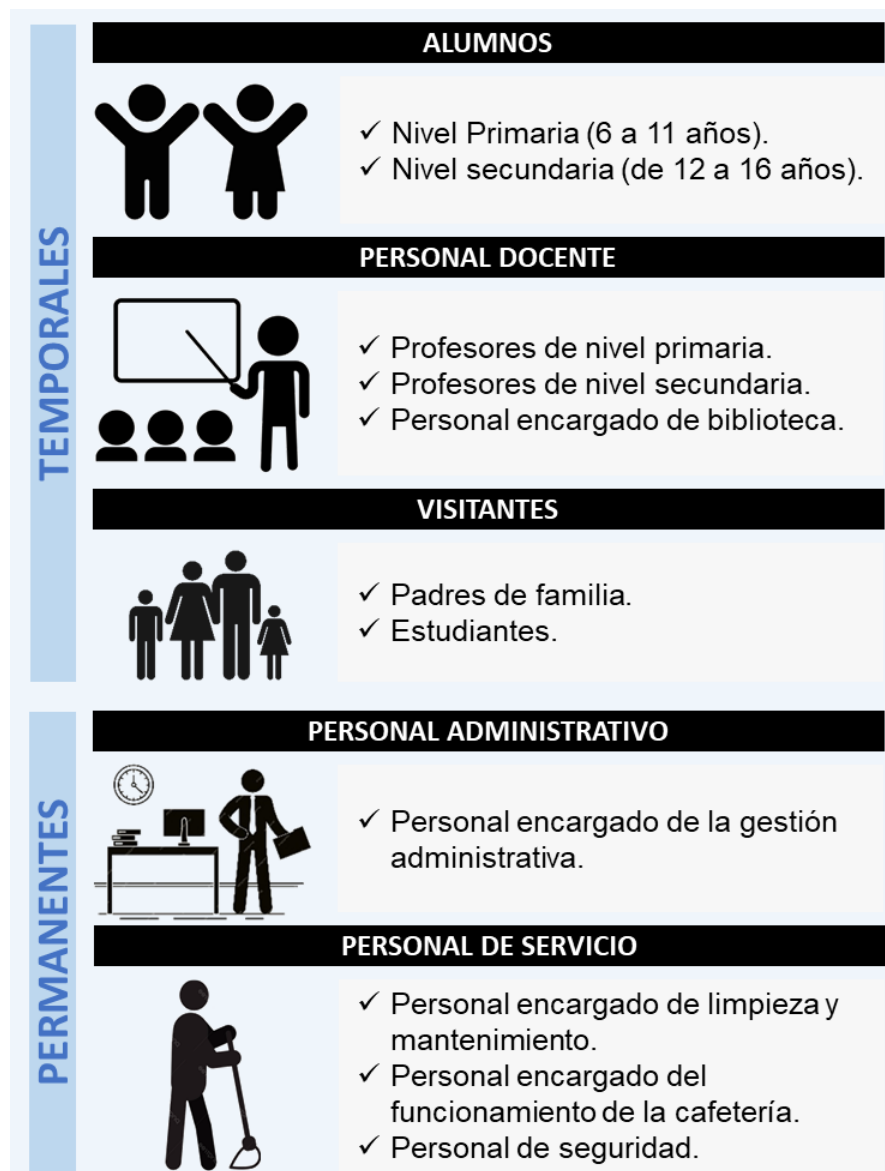 TEMPORALES
ALUMNOS
✓ Nivel Primaria (6 a 11 años).
✓ Nivel secundaria (de 12 a 16 años).
PERSONAL DOCENTE
✓ Profesores de nivel primaria.
✓ Profesores de nivel secundaria.
✓ Personal encargado de biblioteca.
VISITANTES
✓ Padres de familia.
✓ Estudiantes.
PERMANENTES
PERSONAL ADMINISTRATIVO
✓ Personal encargado de la gestión
administrativa.
PERSONAL DE SERVICIO
✓ Personal encargado de limpieza y
mantenimiento.
✓ Personal encargado del
funcionamiento de la cafetería.
✓ Personal de seguridad.